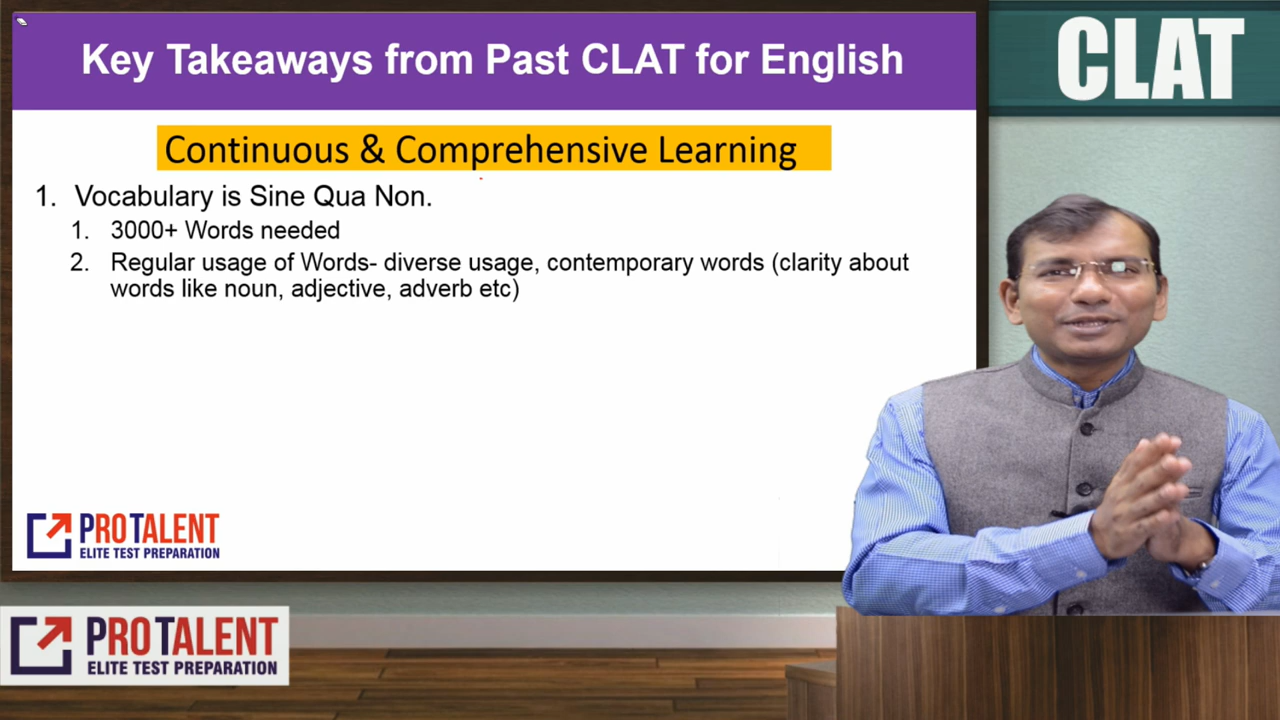 Key Takeaways from Past CLAT for English
CLAT
Continuous & Comprehensive Learning
1. Vocabulary is Sine Qua Non.
1. 3000+ Words needed
2. Regular usage of Words- diverse usage, contemporary words (clarity about
words like noun, adjective, adverb etc)
PROTALENT
ELITE TEST PREPARATION
PROTALENT
ELITE TEST PREPARATION